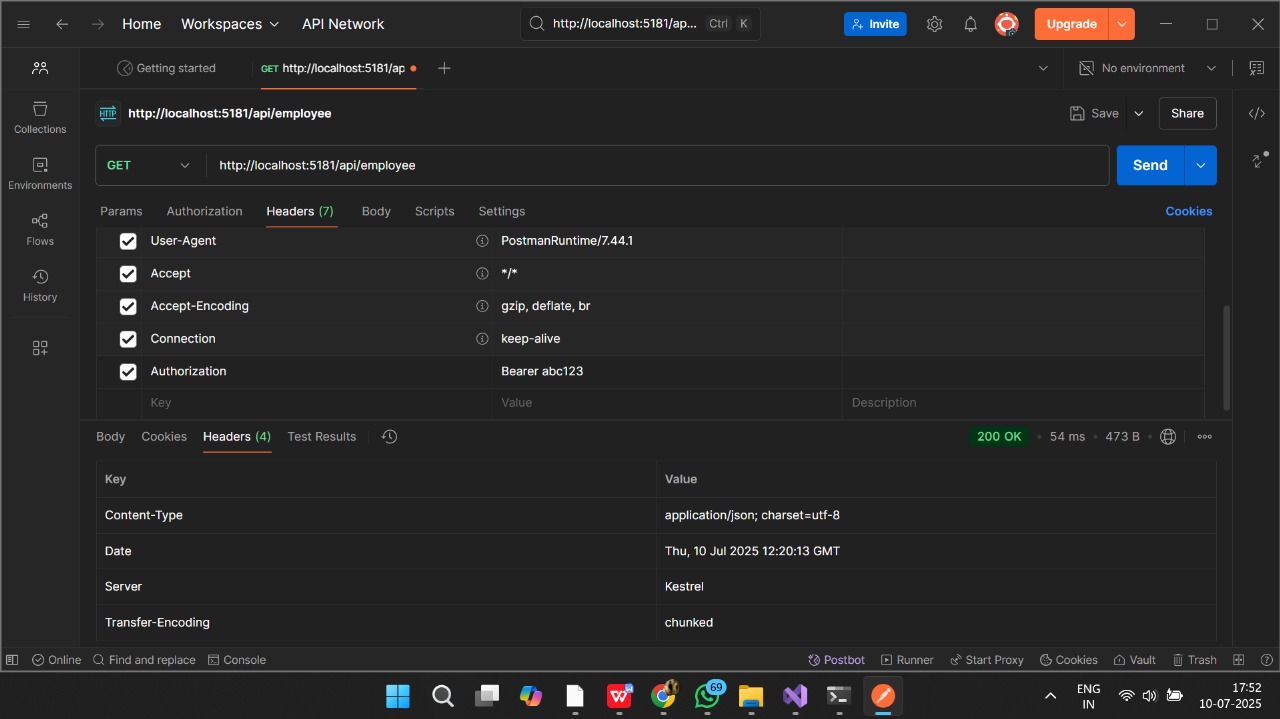 Home Workspaces API Network http://localhost:5181/ap... Ctrl K Invite Upgrade
Getting started GET http://localhost:5181/ap No environment
Collections
Environments
Flows
History
HTTP http://localhost:5181/api/employee Save Share
GET http://localhost:5181/api/employee Send
Params Authorization Headers (7) Body Scripts Settings Cookies
User-Agent PostmanRuntime/7.44.1
Accept */*
Accept-Encoding gzip, deflate, br
Connection keep-alive
Authorization Bearer abc123
Key Value Description
Body Cookies Headers (4) Test Results 200 OK • 54 ms • 473 B •
Key Value
Content-Type application/json; charset=utf-8
Date Thu, 10 Jul 2025 12:20:13 GMT
Server Kestrel
Transfer-Encoding chunked
Online Find and replace Console Postbot Runner Start Proxy Cookies Vault Trash
W 69 ENG 17:52
IN 10-07-2025